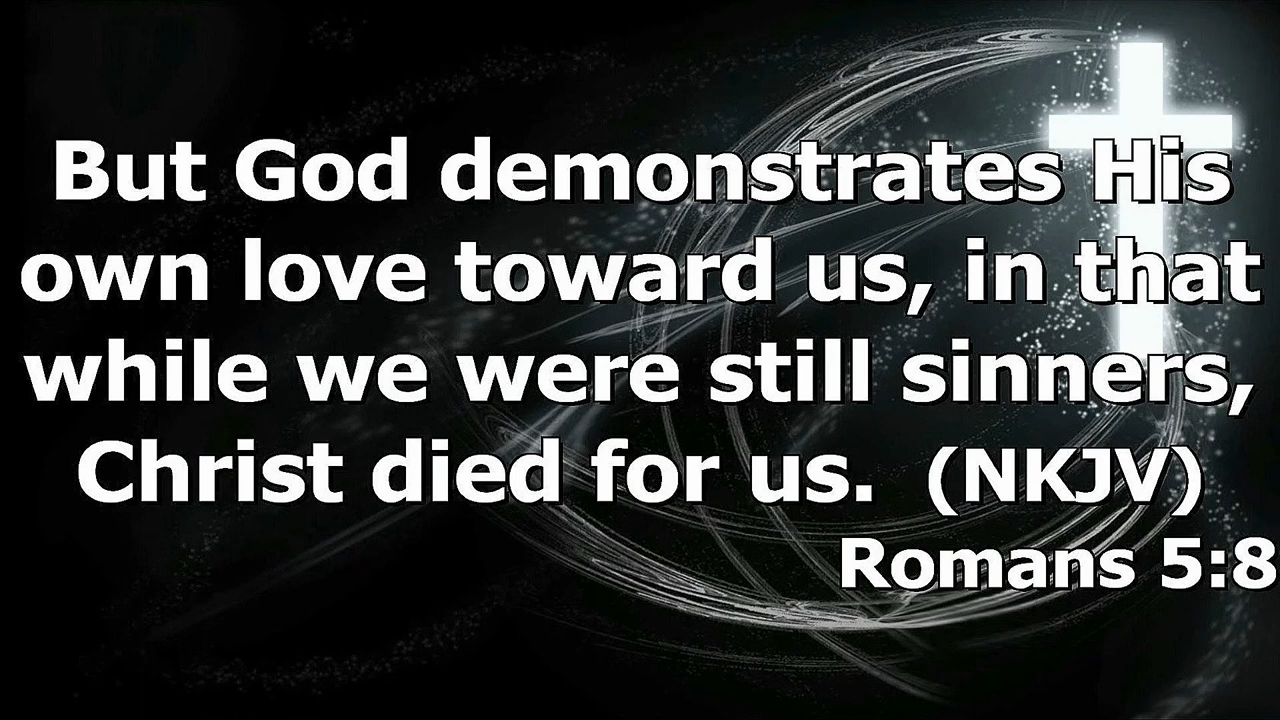 But God demonstrates His
own love toward us, in that
while we were still sinners,
Christ died for us.  (NKJV)
Romans 5:8